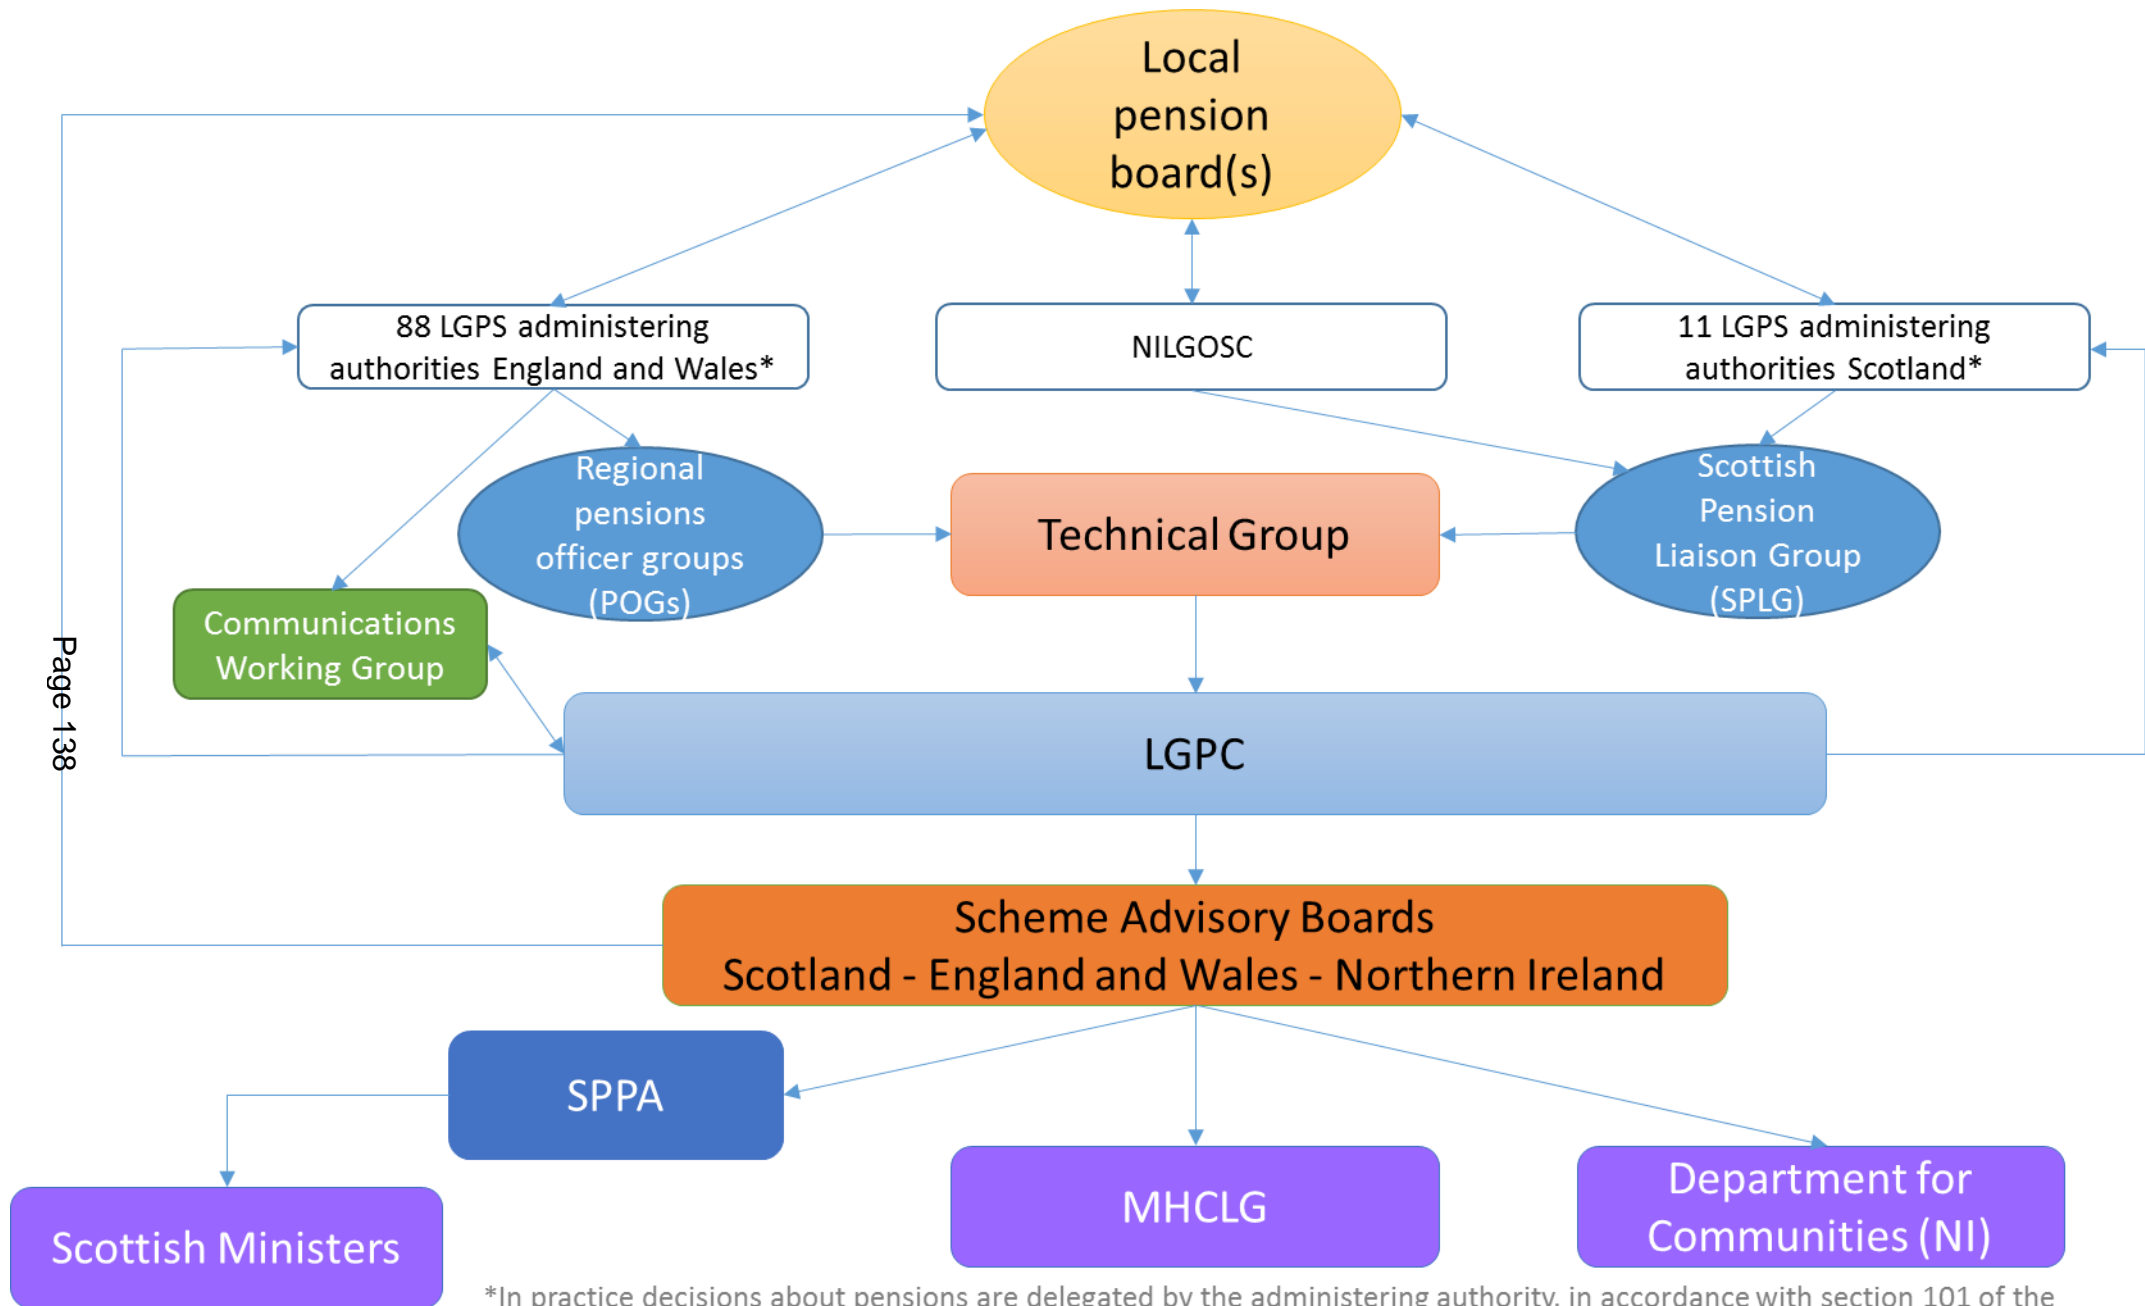 Local
pension
board(s)
88 LGPS administering
authorities England and Wales*
NILGOSC
11 LGPS administering
authorities Scotland*
Regional
pensions
officer groups
(POGs)
Technical Group
Scottish
Pension
Liaison Group
(SPLG)
Communications
Working Group
Page 138
LGPC
Scheme Advisory Boards
Scotland - England and Wales - Northern Ireland
SPPA
MHCLG
Department for
Communities (NI)
Scottish Ministers
*In practice decisions about pensions are delegated by the administering authority, in accordance with section 101 of the